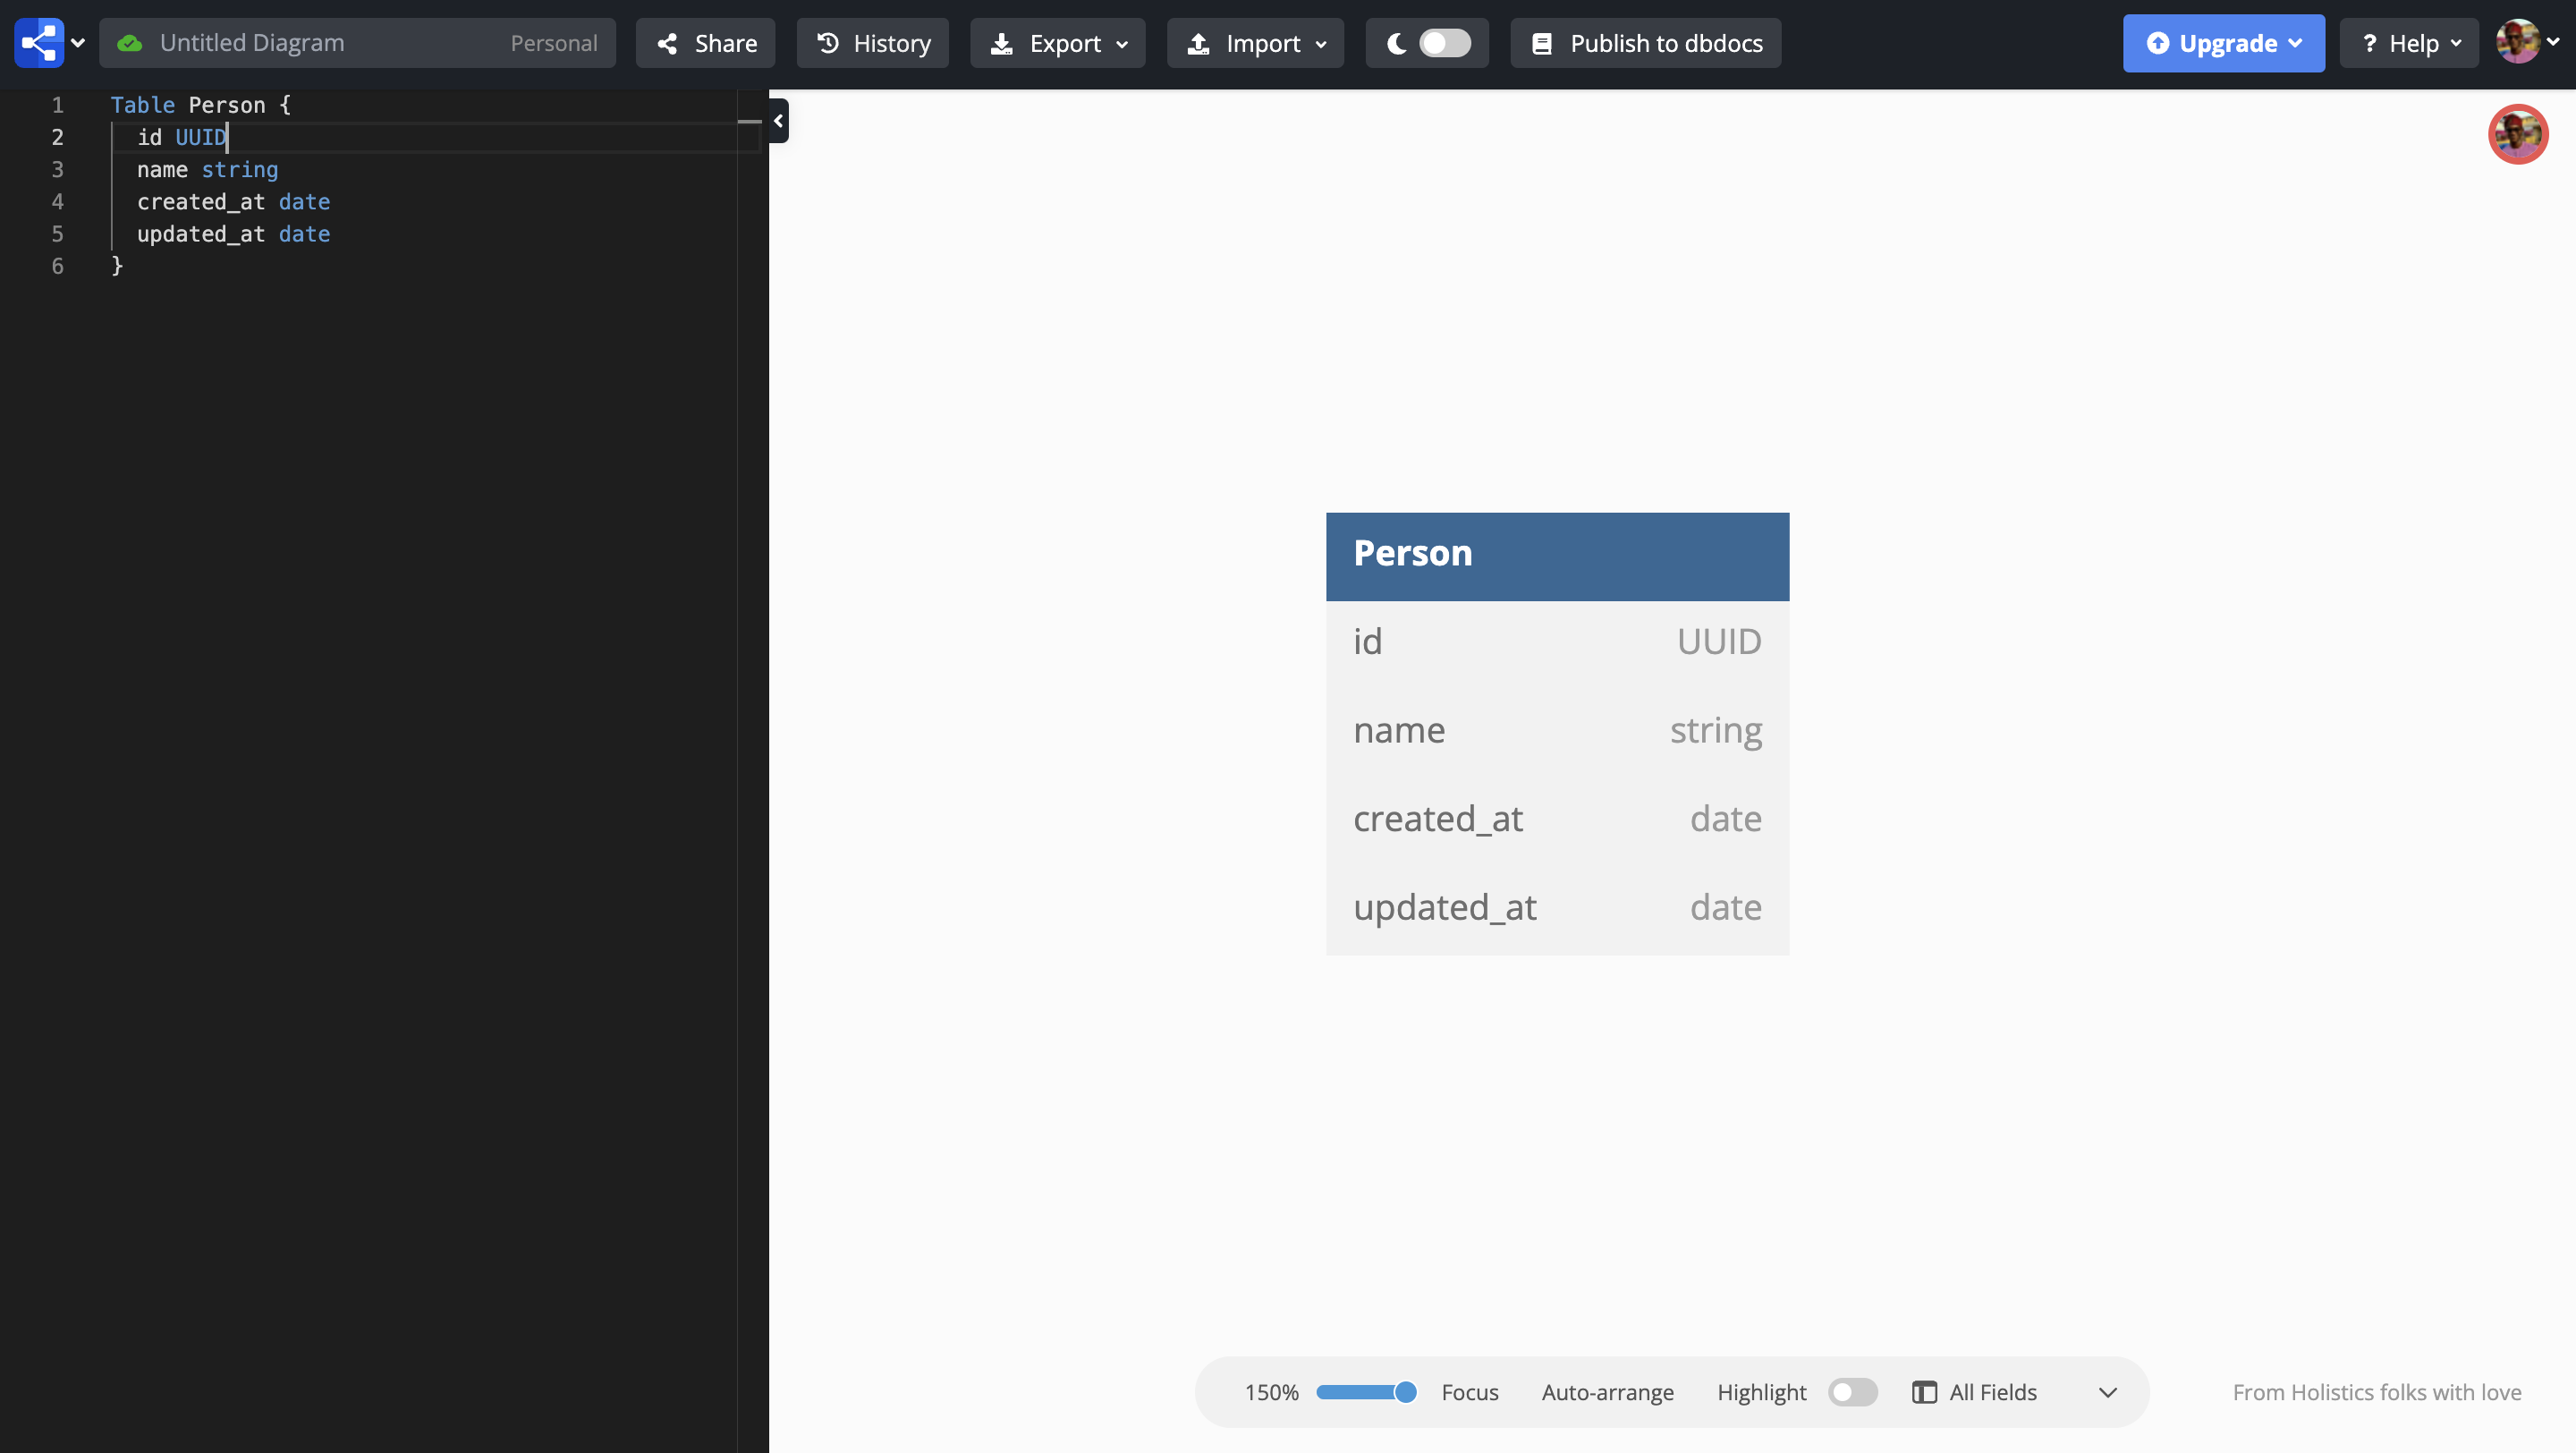 Untitled Diagram Personal Share History Export Import Publish to dbdocs Upgrade ? Help
1 Table Person {
2 id UUID
3 name string
4 created_at date
5 updated_at date
6 }
Person
id UUID
name string
created_at date
updated_at date
150% Focus Auto-arrange Highlight All Fields From Holistics folks with love